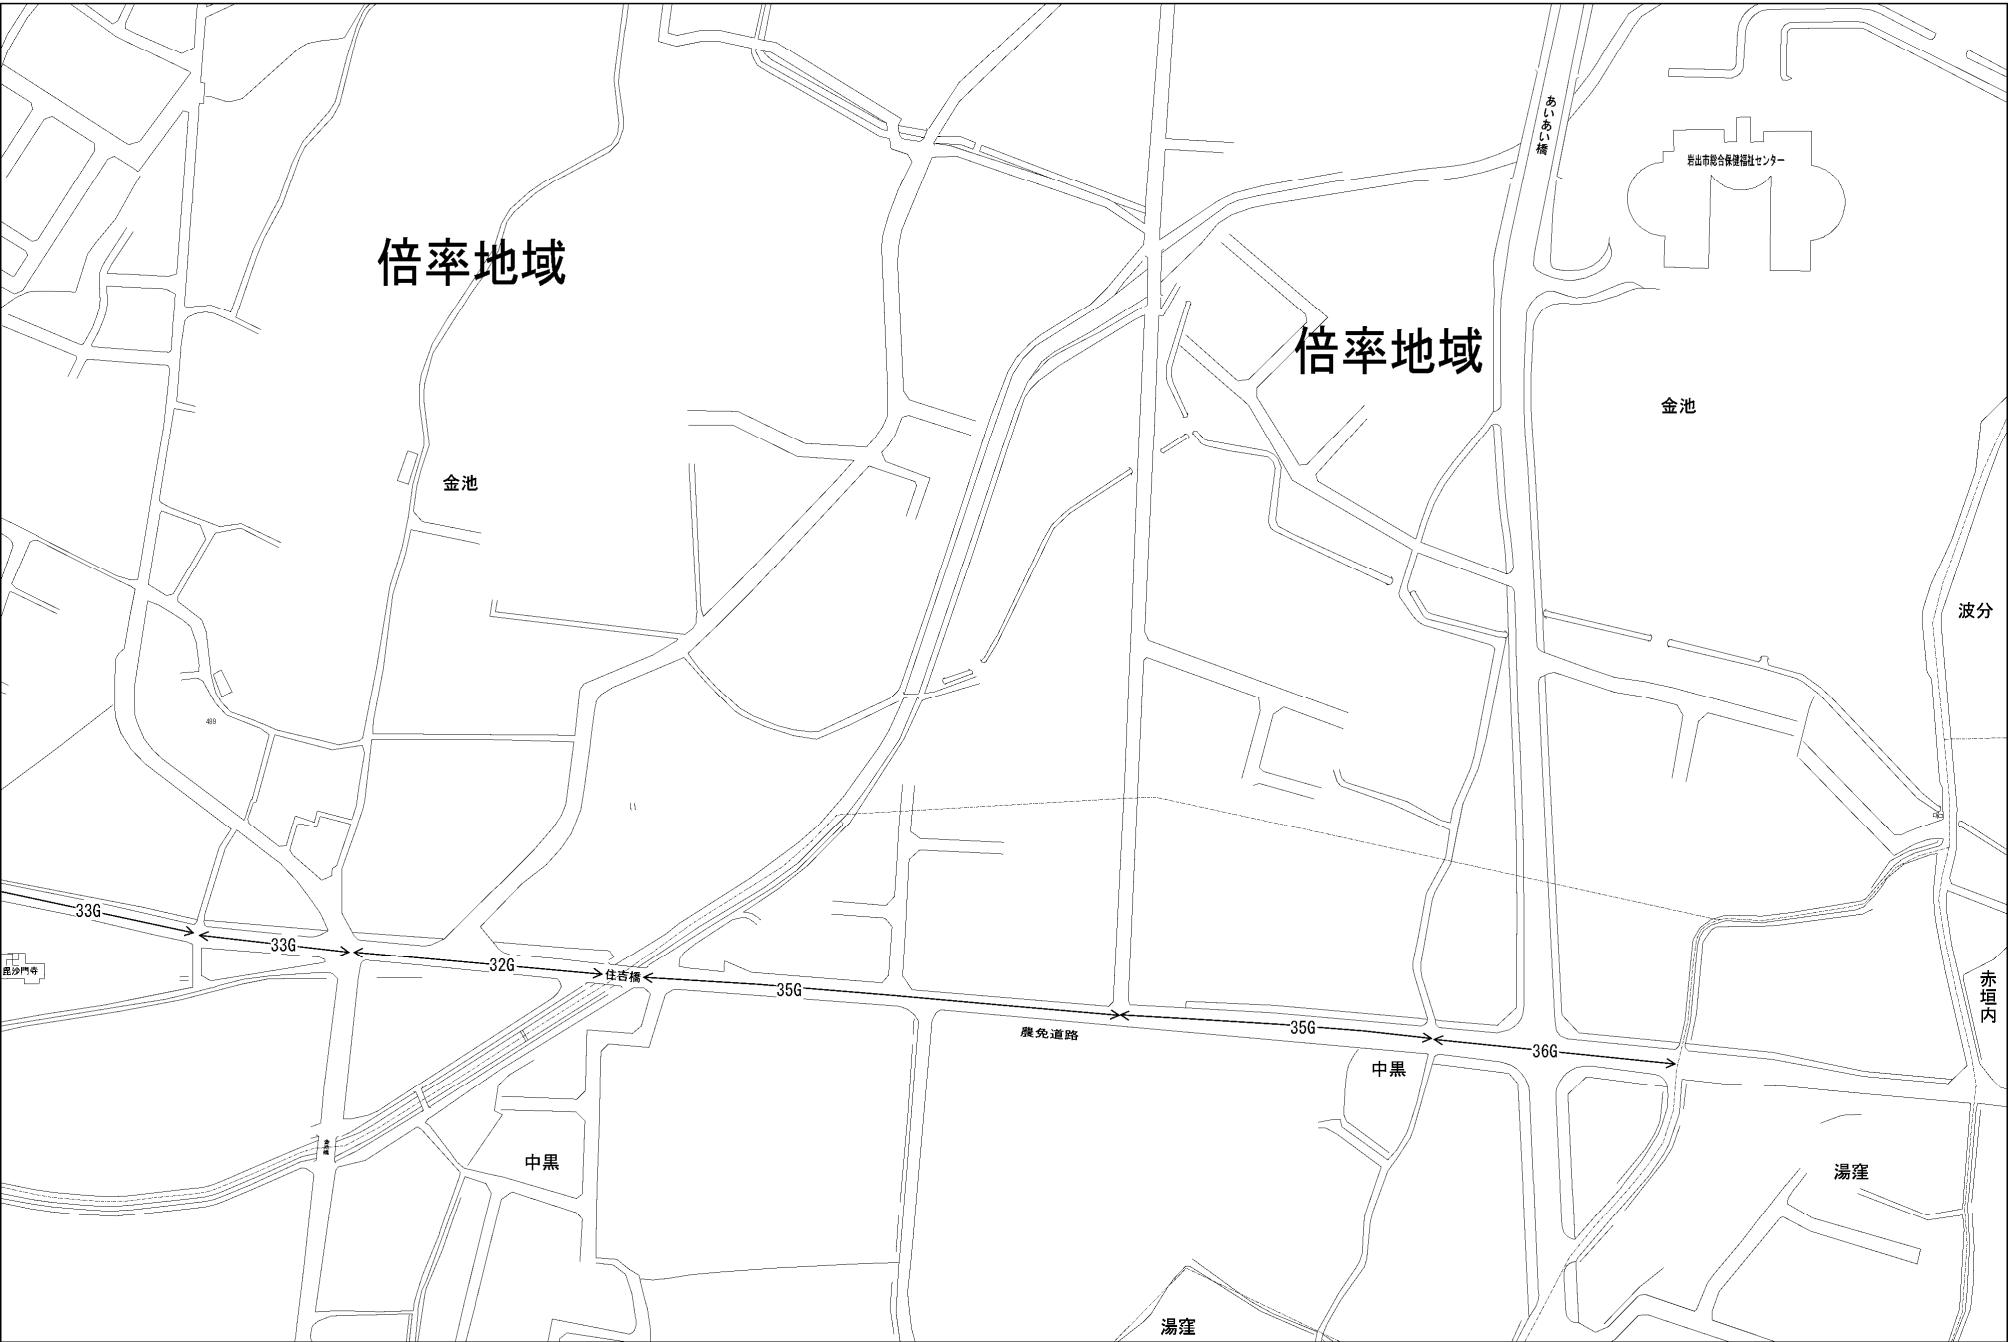 あいあい橋
岩出市総合保健福祉センター
倍率地域
倍率地域
金池
金池
波分
499
33G
33G
32G
住吉橋
35G
毘沙門寺
赤垣内
35G
農免道路
36G
中黒
中黒
湯窪
湯窪